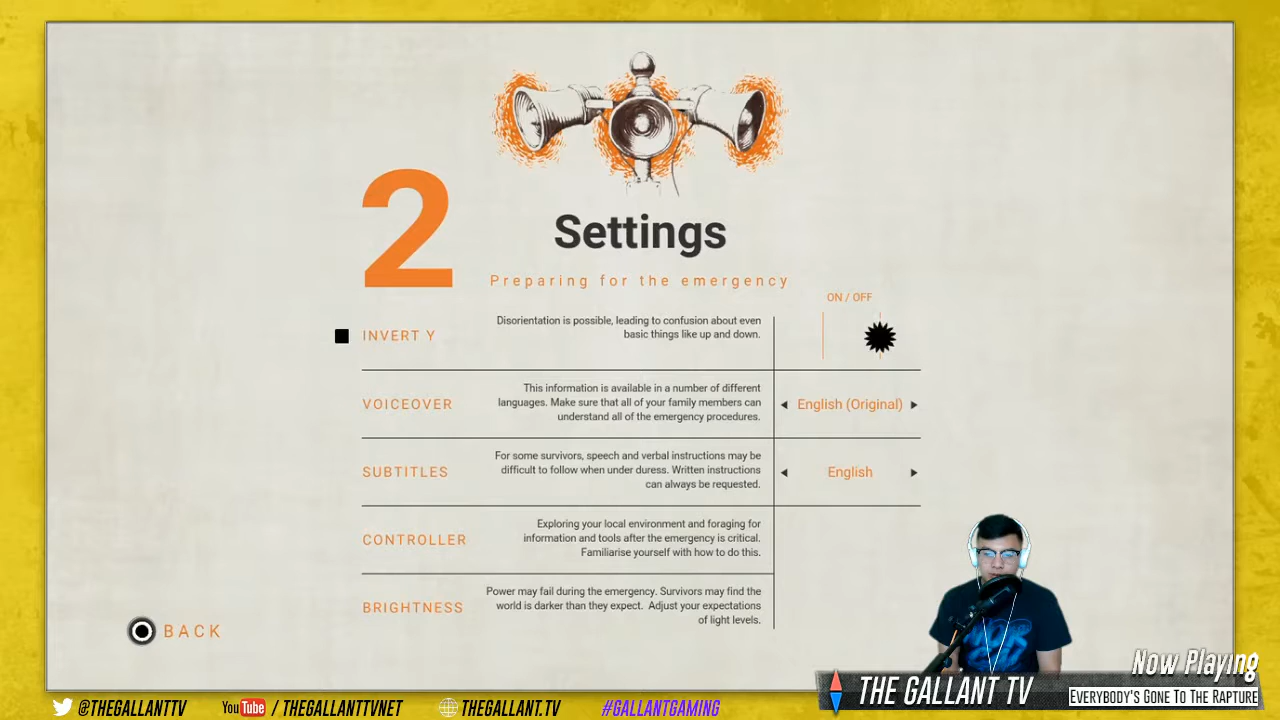 2
Settings
Preparing for the emergency
ON / OFF
INVERT Y
Disorientation is possible, leading to confusion about even
basic things like up and down.
VOICEOVER
This information is available in a number of different
languages. Make sure that all of your family members can
understand all of the emergency procedures.
English (Original)
SUBTITLES
For some survivors, speech and verbal instructions may be
difficult to follow when under duress. Written instructions
can always be requested.
English
CONTROLLER
Exploring your local environment and foraging for
information and tools after the emergency is critical.
Familiarise yourself with how to do this.
BRIGHTNESS
Power may fail during the emergency. Survivors may find the
world is darker than they expect. Adjust your expectations
of light levels.
BACK
Now Playing
THE GALLANT TV
EVERYBODY'S GONE TO THE RAPTURE
@THEGALLANTTV
YouTube / THEGALLANTTVNET
THEGALLANT.TV
#GALLANTGAMING